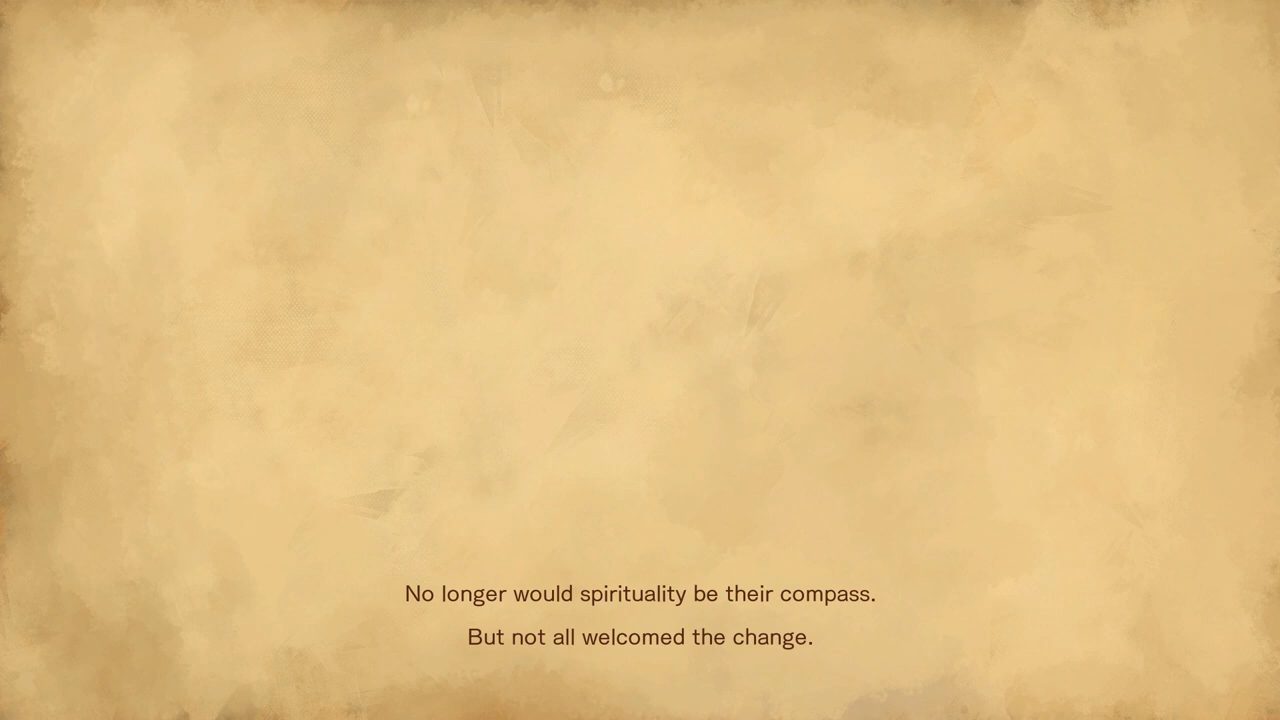 No longer would spirituality be their compass.
But not all welcomed the change.